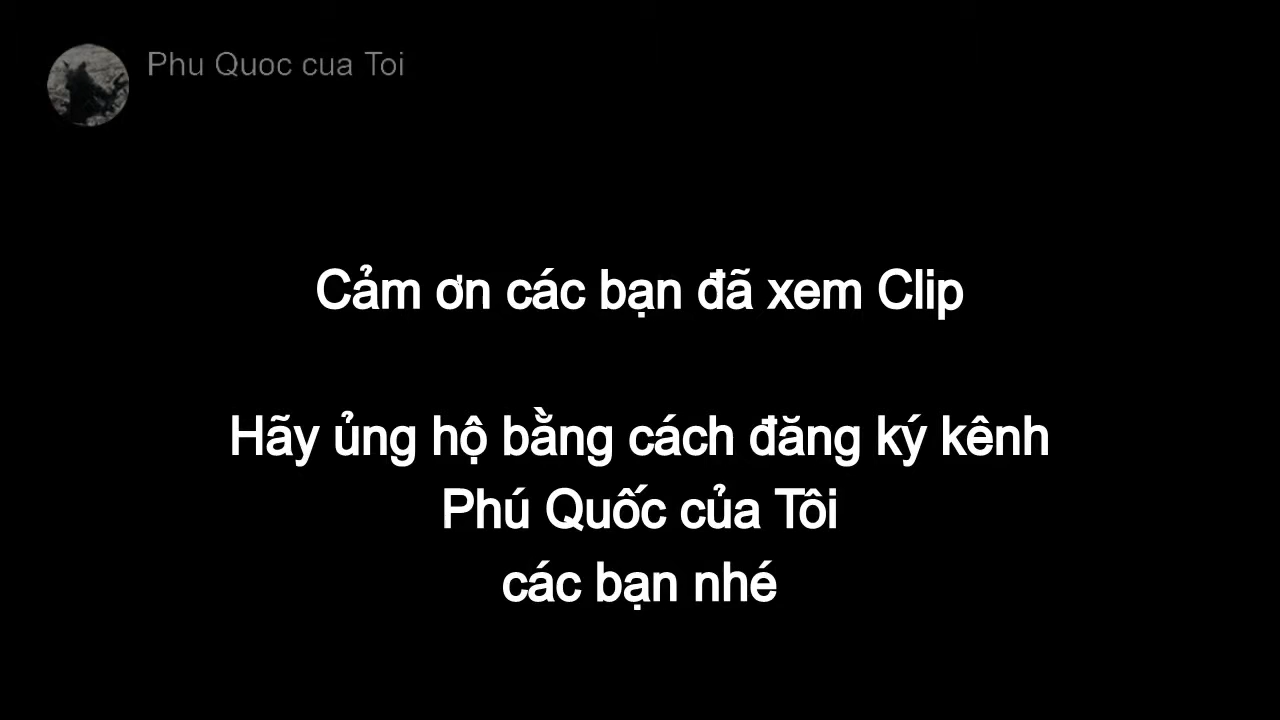 Phu Quoc cua Toi
Cảm ơn các bạn đã xem Clip
Hãy ủng hộ bằng cách đăng ký kênh
Phú Quốc của Tôi
các bạn nhé